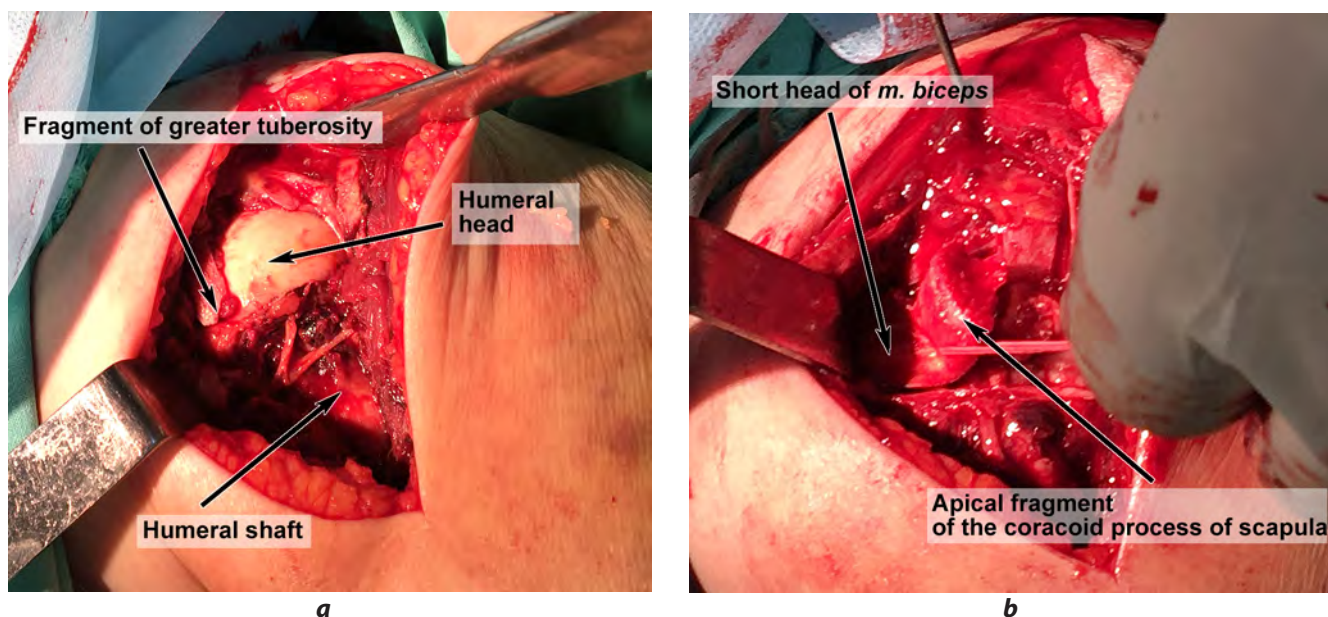 Fragment of greater tuberosity
Humeral
head
Humeral shaft
a
Short head of m. biceps
Apical fragment
of the coracoid process of scapula
b